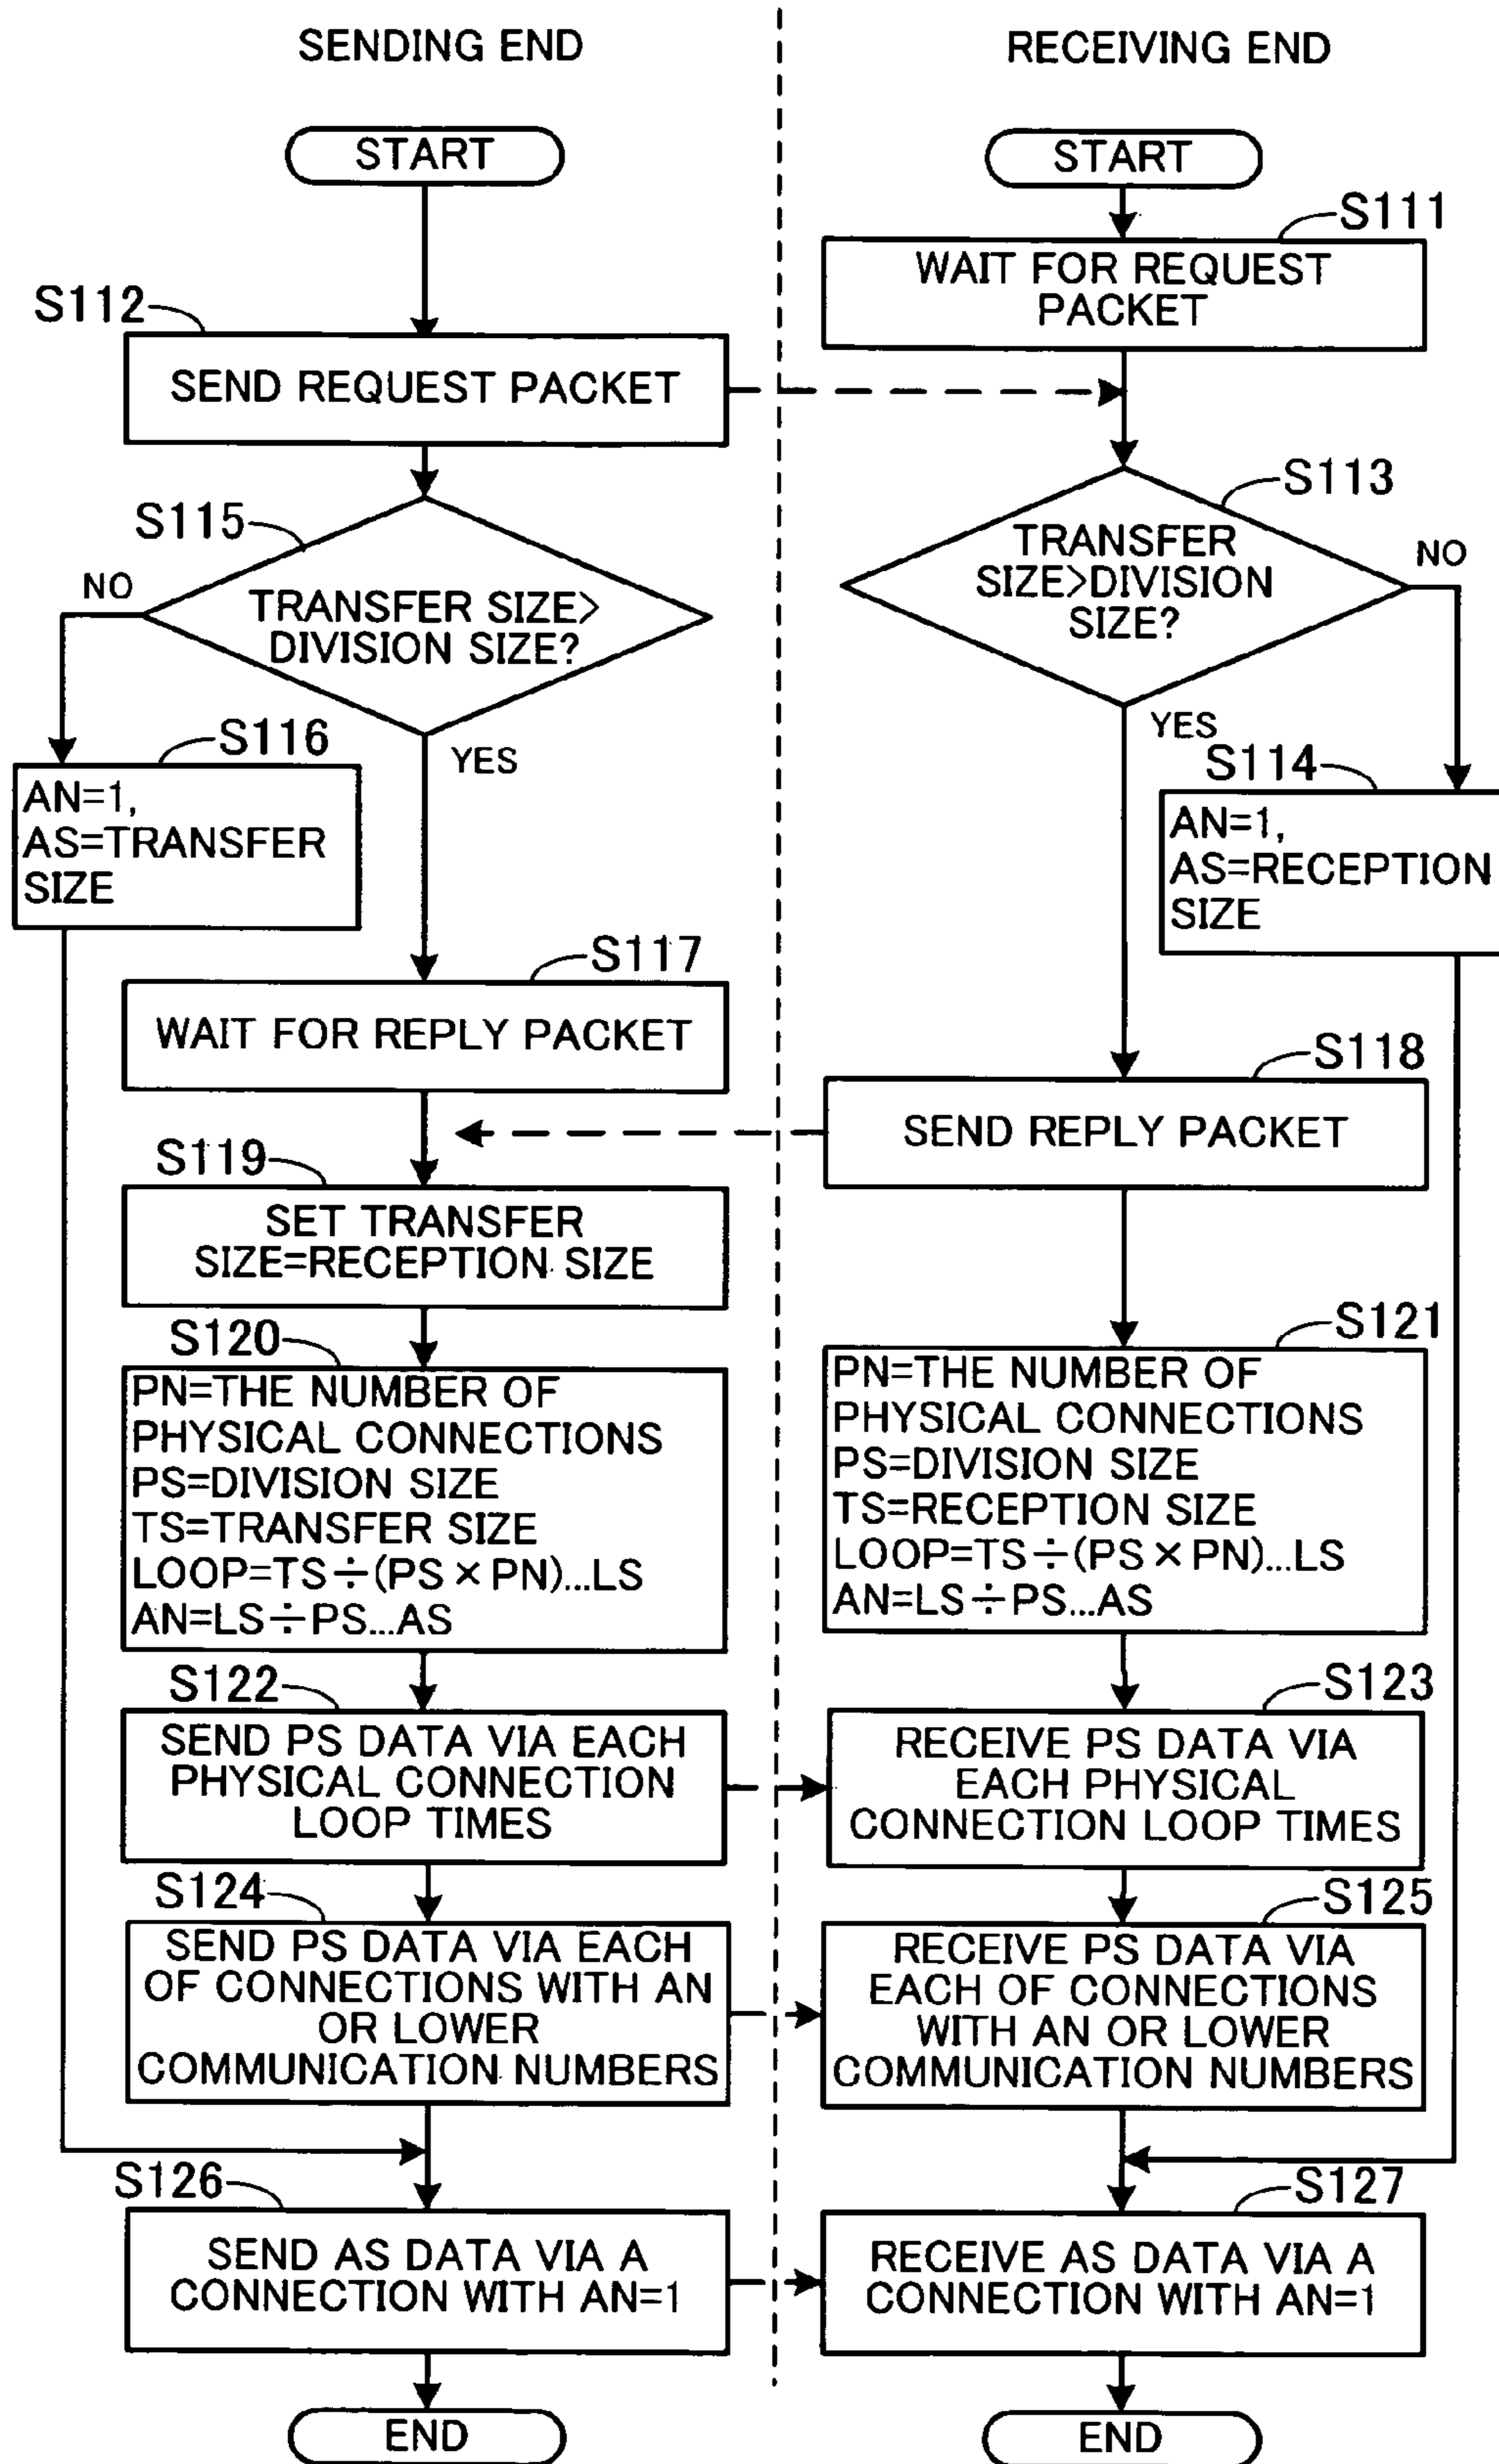 SENDING END
RECEIVING END
START
START
S111
WAIT FOR REQUEST
PACKET
S112
SEND REQUEST PACKET
S113
TRANSFER
SIZE>DIVISION
SIZE?
NO
YES
S115
TRANSFER SIZE>
DIVISION SIZE?
NO
YES
S116
AN=1,
AS=TRANSFER
SIZE
S114
AN=1,
AS=RECEPTION
SIZE
S117
WAIT FOR REPLY PACKET
S118
SEND REPLY PACKET
S119
SET TRANSFER
SIZE=RECEPTION SIZE
S120
PN=THE NUMBER OF
PHYSICAL CONNECTIONS
PS=DIVISION SIZE
TS=TRANSFER SIZE
LOOP=TS÷(PS×PN)...LS
AN=LS÷PS...AS
S121
PN=THE NUMBER OF
PHYSICAL CONNECTIONS
PS=DIVISION SIZE
TS=RECEPTION SIZE
LOOP=TS÷(PS×PN)...LS
AN=LS÷PS...AS
S122
SEND PS DATA VIA EACH
PHYSICAL CONNECTION
LOOP TIMES
S123
RECEIVE PS DATA VIA
EACH PHYSICAL
CONNECTION LOOP TIMES
S124
SEND PS DATA VIA EACH
OF CONNECTIONS WITH AN
OR LOWER
COMMUNICATION NUMBERS
S125
RECEIVE PS DATA VIA
EACH OF CONNECTIONS
WITH AN OR LOWER
COMMUNICATION NUMBERS
S126
SEND AS DATA VIA A
CONNECTION WITH AN=1
S127
RECEIVE AS DATA VIA A
CONNECTION WITH AN=1
END
END